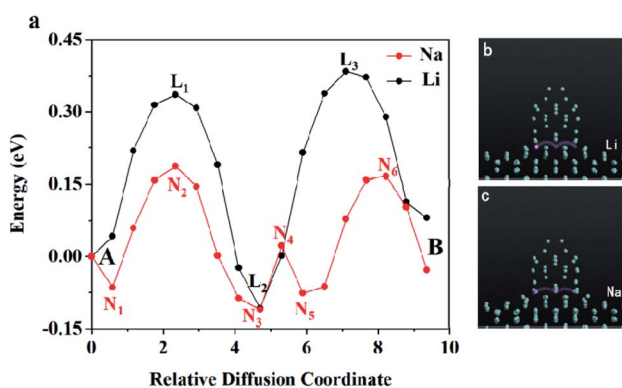 a
Na
Li
0.45
0.30
0.15
0.00
-0.15
Energy (eV)
L₁
L₃
N₂
N₆
N₄
A
B
L₂
N₁
N₃
N₅
0 2 4 6 8 10
Relative Diffusion Coordinate
b
Li
c
Na